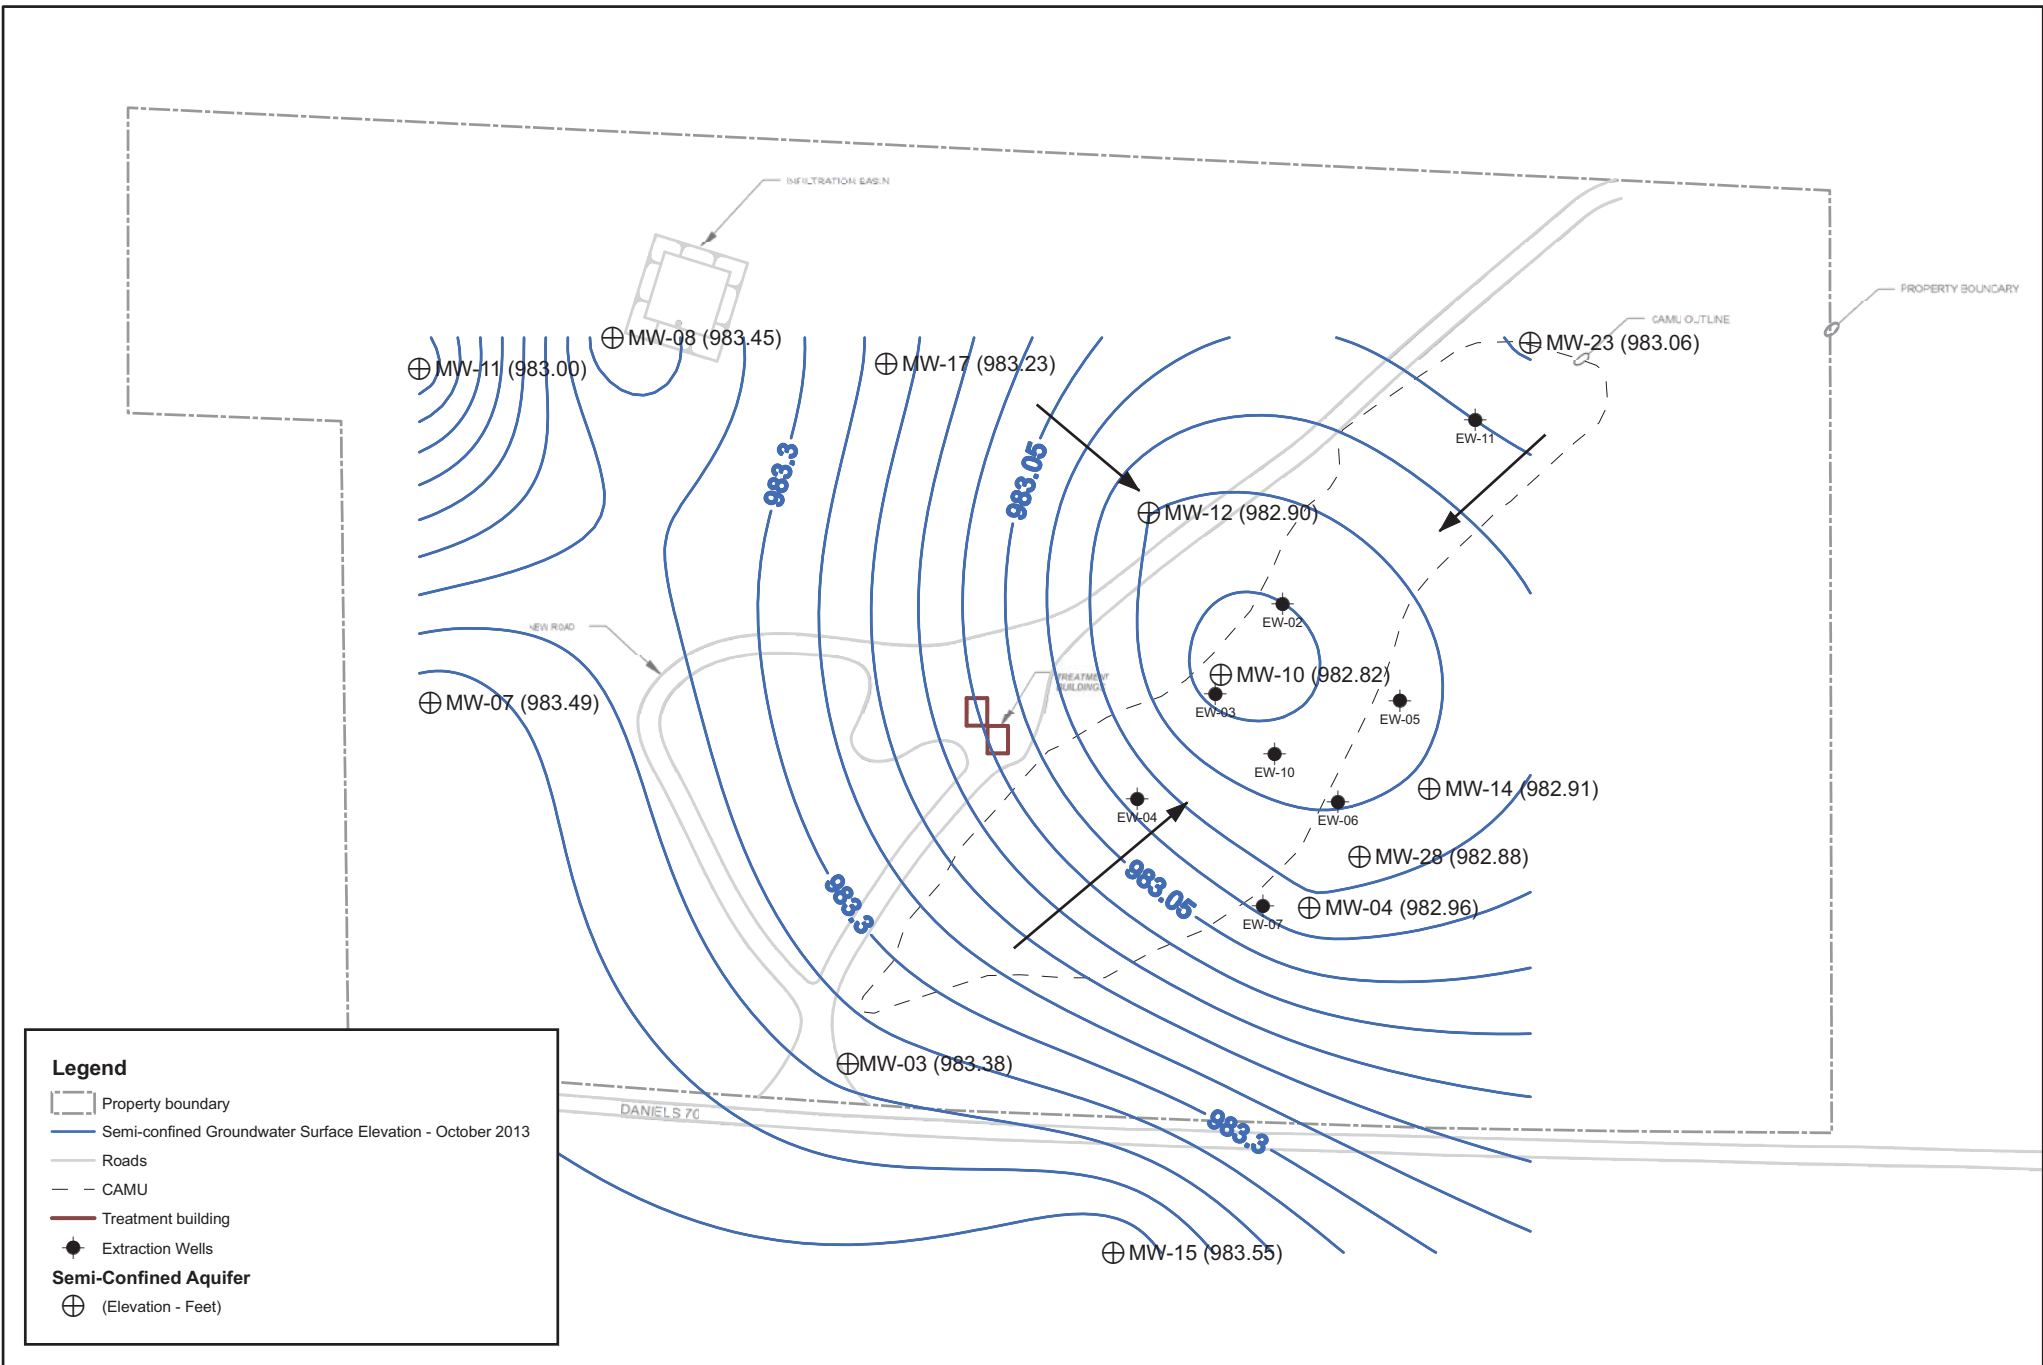 INFILTRATION BASIN
PROPERTY BOUNDARY
CAMU OUTLINE
MW-08 (983.45)
MW-23 (983.06)
MW-11 (983.00)
MW-17 (983.23)
EW-11
983.3
983.05
MW-12 (982.90)
EW-02
NEW ROAD
MW-10 (982.82)
TREATMENT
BUILDINGS
MW-07 (983.49)
EW-03
EW-05
EW-10
MW-14 (982.91)
EW-04
EW-06
MW-28 (982.88)
983.3
983.05
MW-04 (982.96)
EW-07
MW-03 (983.38)
DANIELS 70
983.3
MW-15 (983.55)
Legend
Property boundary
Semi-confined Groundwater Surface Elevation - October 2013
Roads
CAMU
Treatment building
Extraction Wells
Semi-Confined Aquifer
(Elevation - Feet)